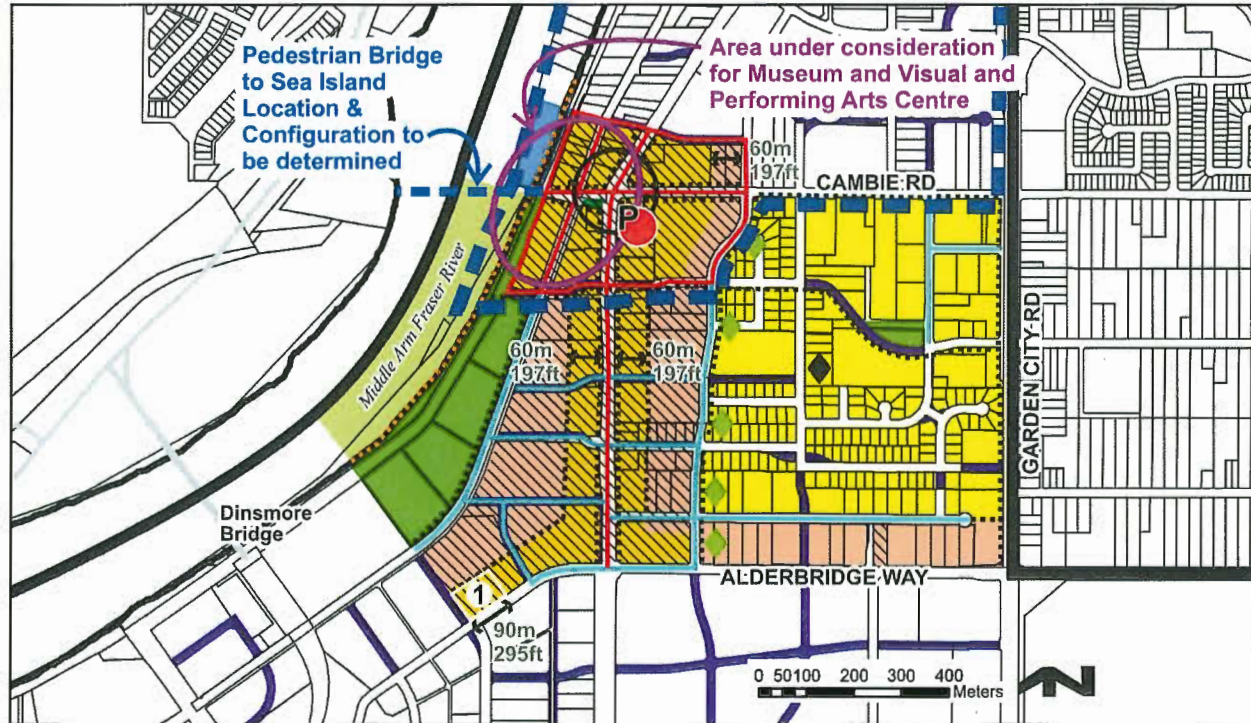 Pedestrian Bridge
to Sea Island
Location &
Configuration to
be determined
Area under consideration
for Museum and Visual and
Performing Arts Centre
60m
197ft
CAMBIE RD
P
Middle Arm Fraser River
60m
197ft
60m
197ft
GARDEN CITY RD
Dinsmore
Bridge
ALDERBRIDGE WAY
1
90m
295ft
0 50 100 200 300 400
Meters
N